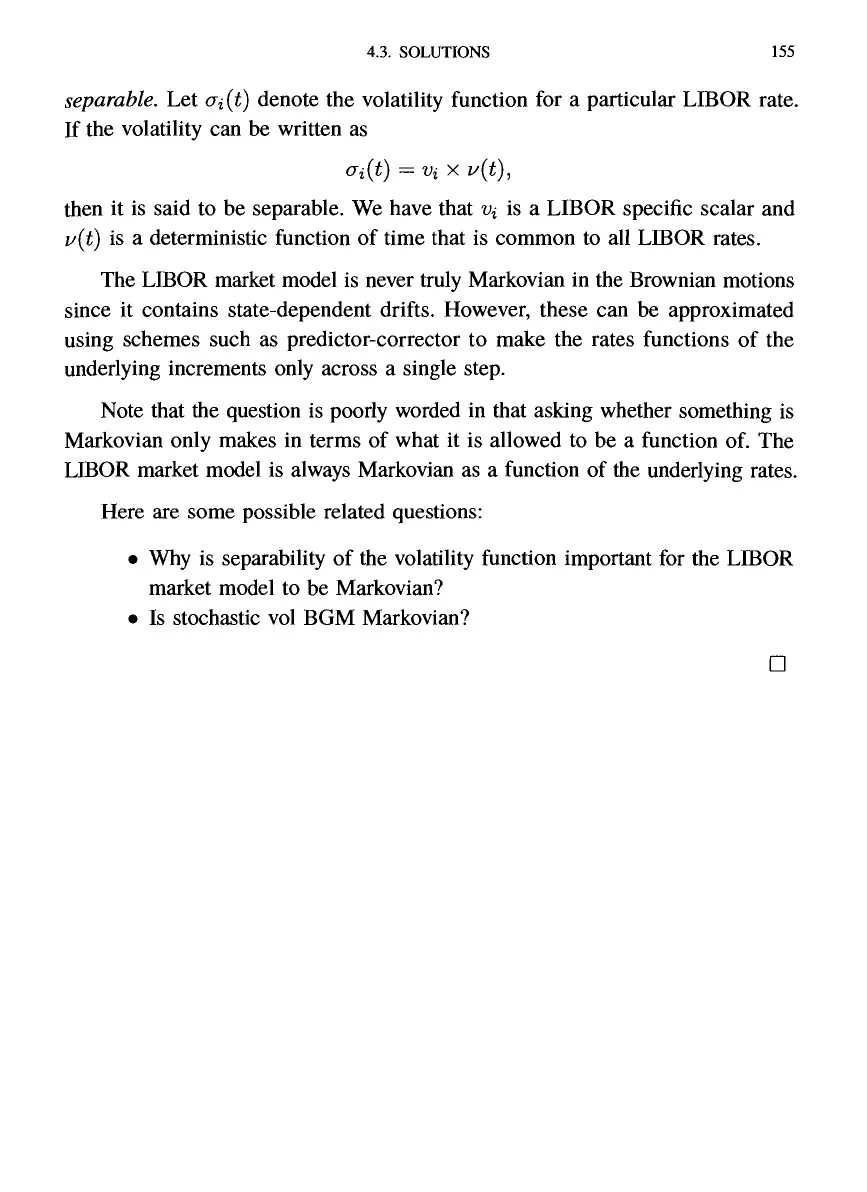 4.3. SOLUTIONS 155
separable. Let σᵢ(t) denote the volatility function for a particular LIBOR rate.
If the volatility can be written as
σᵢ(t) = vᵢ × ν(t),
then it is said to be separable. We have that vᵢ is a LIBOR specific scalar and
ν(t) is a deterministic function of time that is common to all LIBOR rates.
The LIBOR market model is never truly Markovian in the Brownian motions
since it contains state-dependent drifts. However, these can be approximated
using schemes such as predictor-corrector to make the rates functions of the
underlying increments only across a single step.
Note that the question is poorly worded in that asking whether something is
Markovian only makes in terms of what it is allowed to be a function of. The
LIBOR market model is always Markovian as a function of the underlying rates.
Here are some possible related questions:
• Why is separability of the volatility function important for the LIBOR
market model to be Markovian?
• Is stochastic vol BGM Markovian?
□